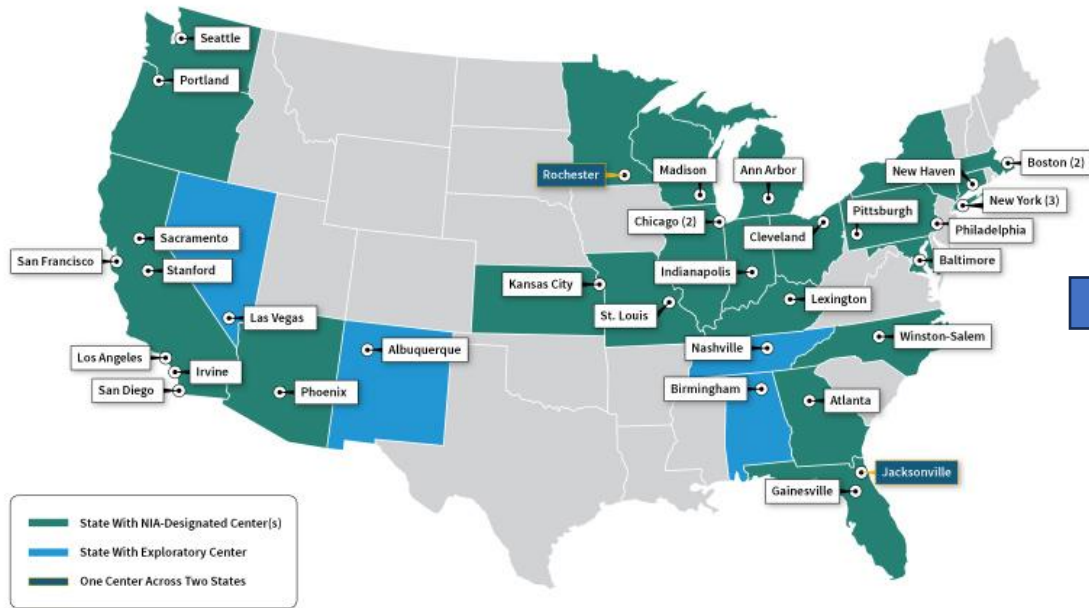 Seattle
Portland
Rochester
Madison
Ann Arbor
New Haven
Boston (2)
New York (3)
Chicago (2)
Cleveland
Pittsburgh
Philadelphia
Sacramento
San Francisco
Stanford
Indianapolis
Baltimore
Kansas City
Lexington
St. Louis
Las Vegas
Winston-Salem
Los Angeles
Irvine
Albuquerque
Nashville
San Diego
Phoenix
Birmingham
Atlanta
Jacksonville
Gainesville
State With NIA-Designated Center(s)
State With Exploratory Center
One Center Across Two States